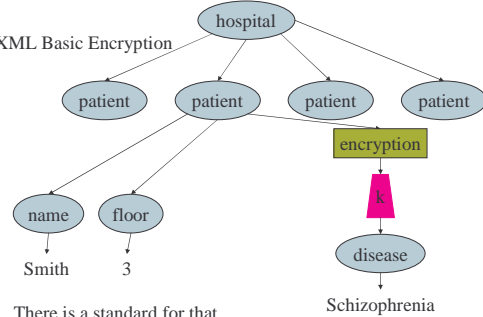 hospital
XML Basic Encryption
patient
patient
patient
patient
encryption
k
name
floor
disease
Smith
3
Schizophrenia
There is a standard for that